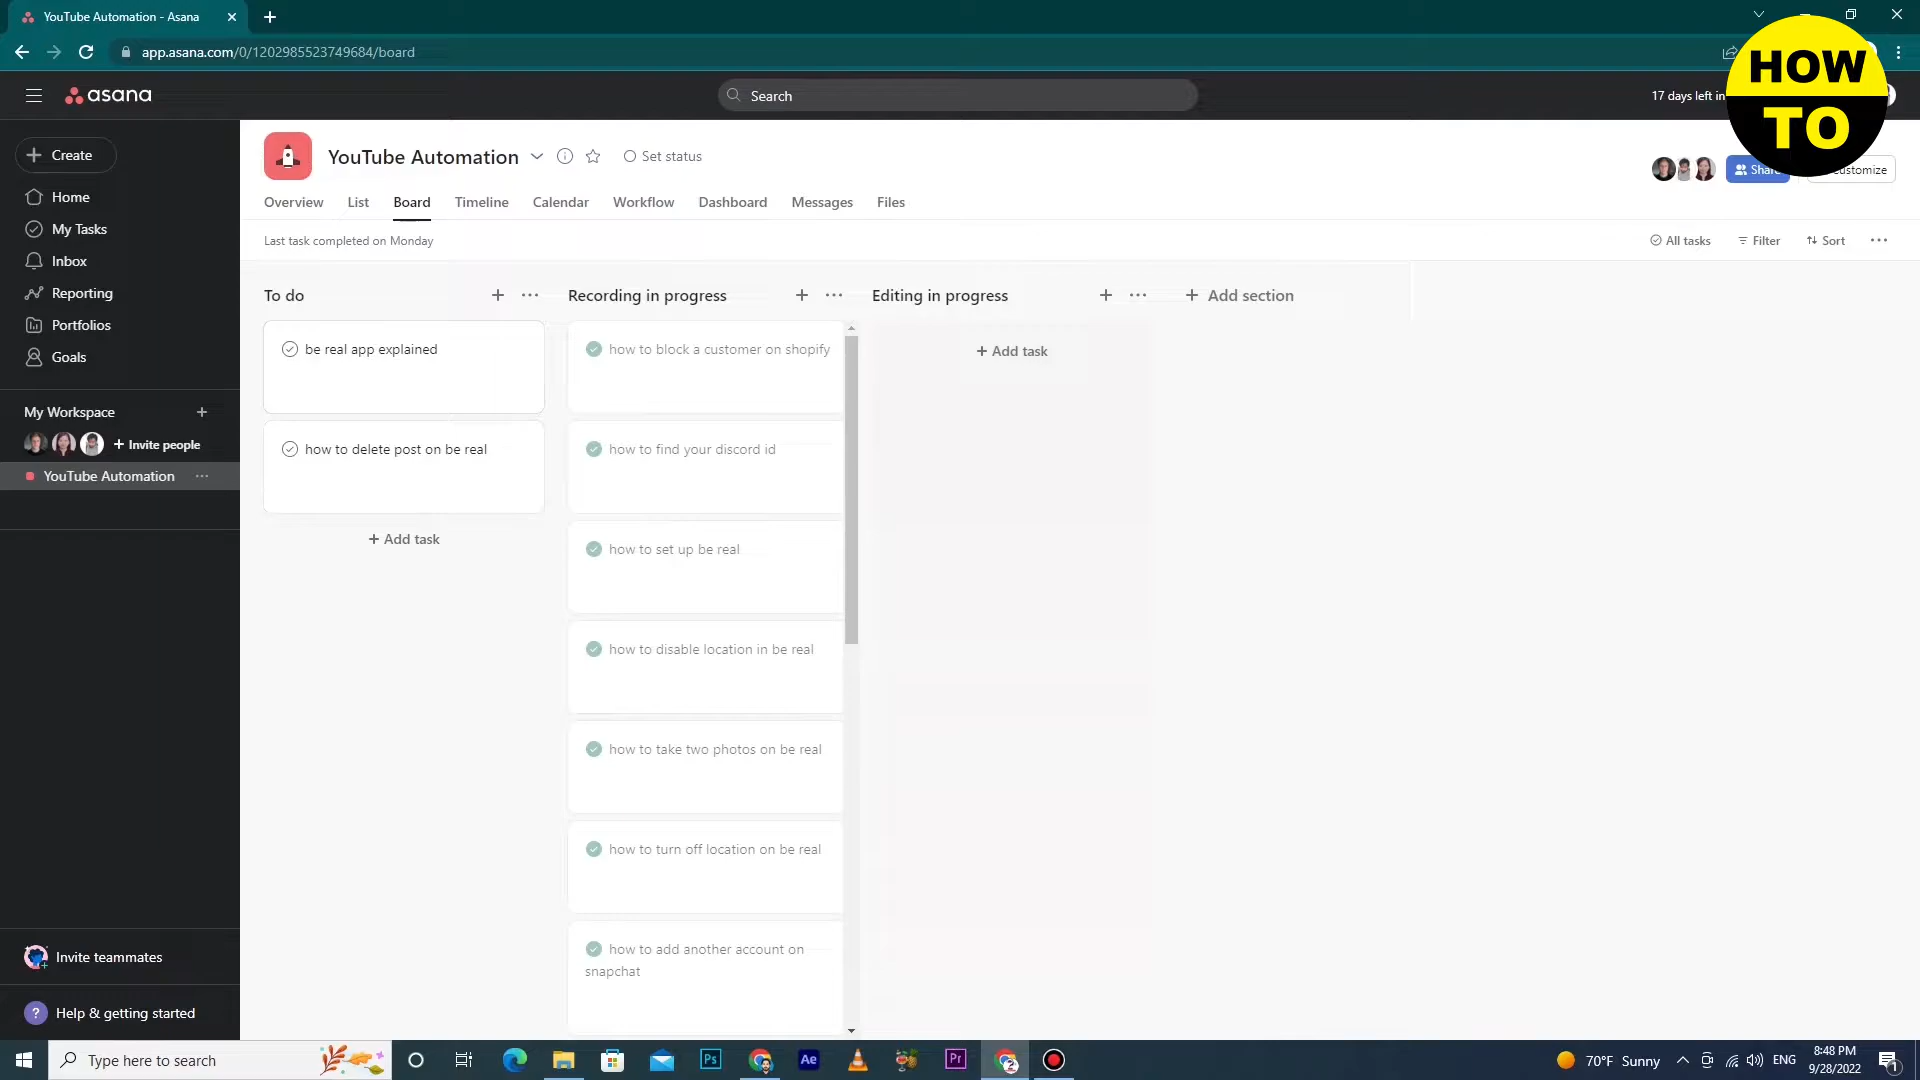 YouTube Automation - Asana
app.asana.com/0/1202985523749684/board
HOW
TO
asana
Search
17 days left in
Create
YouTube Automation
Set status
Share
ustomize
Home
My Tasks
Inbox
Reporting
Portfolios
Goals
Overview
List
Board
Timeline
Calendar
Workflow
Dashboard
Messages
Files
Last task completed on Monday
All tasks
Filter
Sort
To do
Recording in progress
Editing in progress
Add section
be real app explained
how to delete post on be real
Add task
how to block a customer on shopify
how to find your discord id
how to set up be real
how to disable location in be real
how to take two photos on be real
how to turn off location on be real
how to add another account on
snapchat
Add task
My Workspace
Invite people
YouTube Automation
Invite teammates
? Help & getting started
Type here to search
Ps
2
Ae
Pr
70°F Sunny
ENG
8:48 PM
9/28/2022
1